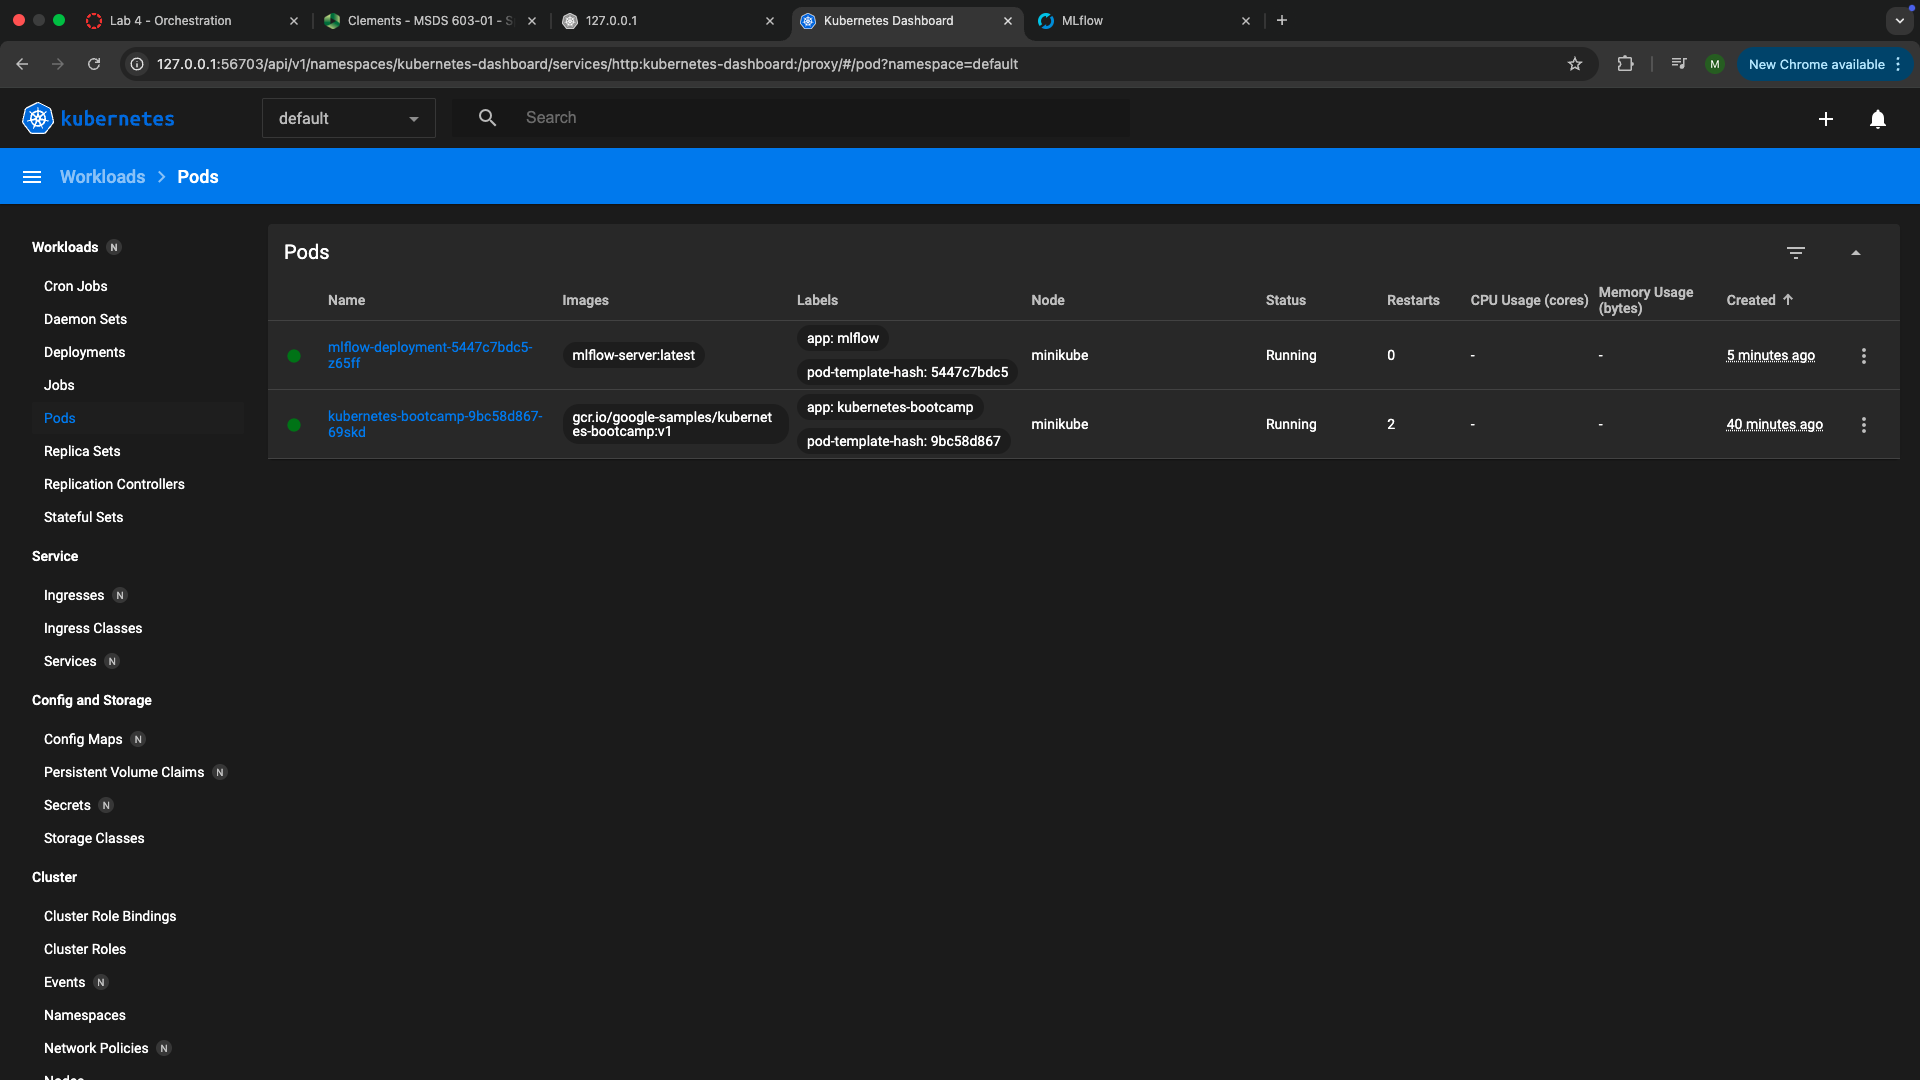 Lab 4 - Orchestration
Clements - MSDS 603-01 - S
127.0.0.1
Kubernetes Dashboard
MLflow
127.0.0.1:56703/api/v1/namespaces/kubernetes-dashboard/services/http:kubernetes-dashboard:/proxy/#/pod?namespace=default
M
New Chrome available
kubernetes
default
Search
Workloads
Pods
Workloads N
Cron Jobs
Daemon Sets
Deployments
Jobs
Pods
Replica Sets
Replication Controllers
Stateful Sets
Service
Ingresses N
Ingress Classes
Services N
Config and Storage
Config Maps N
Persistent Volume Claims N
Secrets N
Storage Classes
Cluster
Cluster Role Bindings
Cluster Roles
Events N
Namespaces
Network Policies N
Nodes
Pods
Name
Images
Labels
Node
Status
Restarts
CPU Usage (cores)
Memory Usage
(bytes)
Created
mlflow-deployment-5447c7bdc5-
z65ff
mlflow-server:latest
app: mlflow
pod-template-hash: 5447c7bdc5
minikube
Running
0
-
-
5 minutes ago
kubernetes-bootcamp-9bc58d867-
69skd
gcr.io/google-samples/kubernet
es-bootcamp:v1
app: kubernetes-bootcamp
pod-template-hash: 9bc58d867
minikube
Running
2
-
-
40 minutes ago